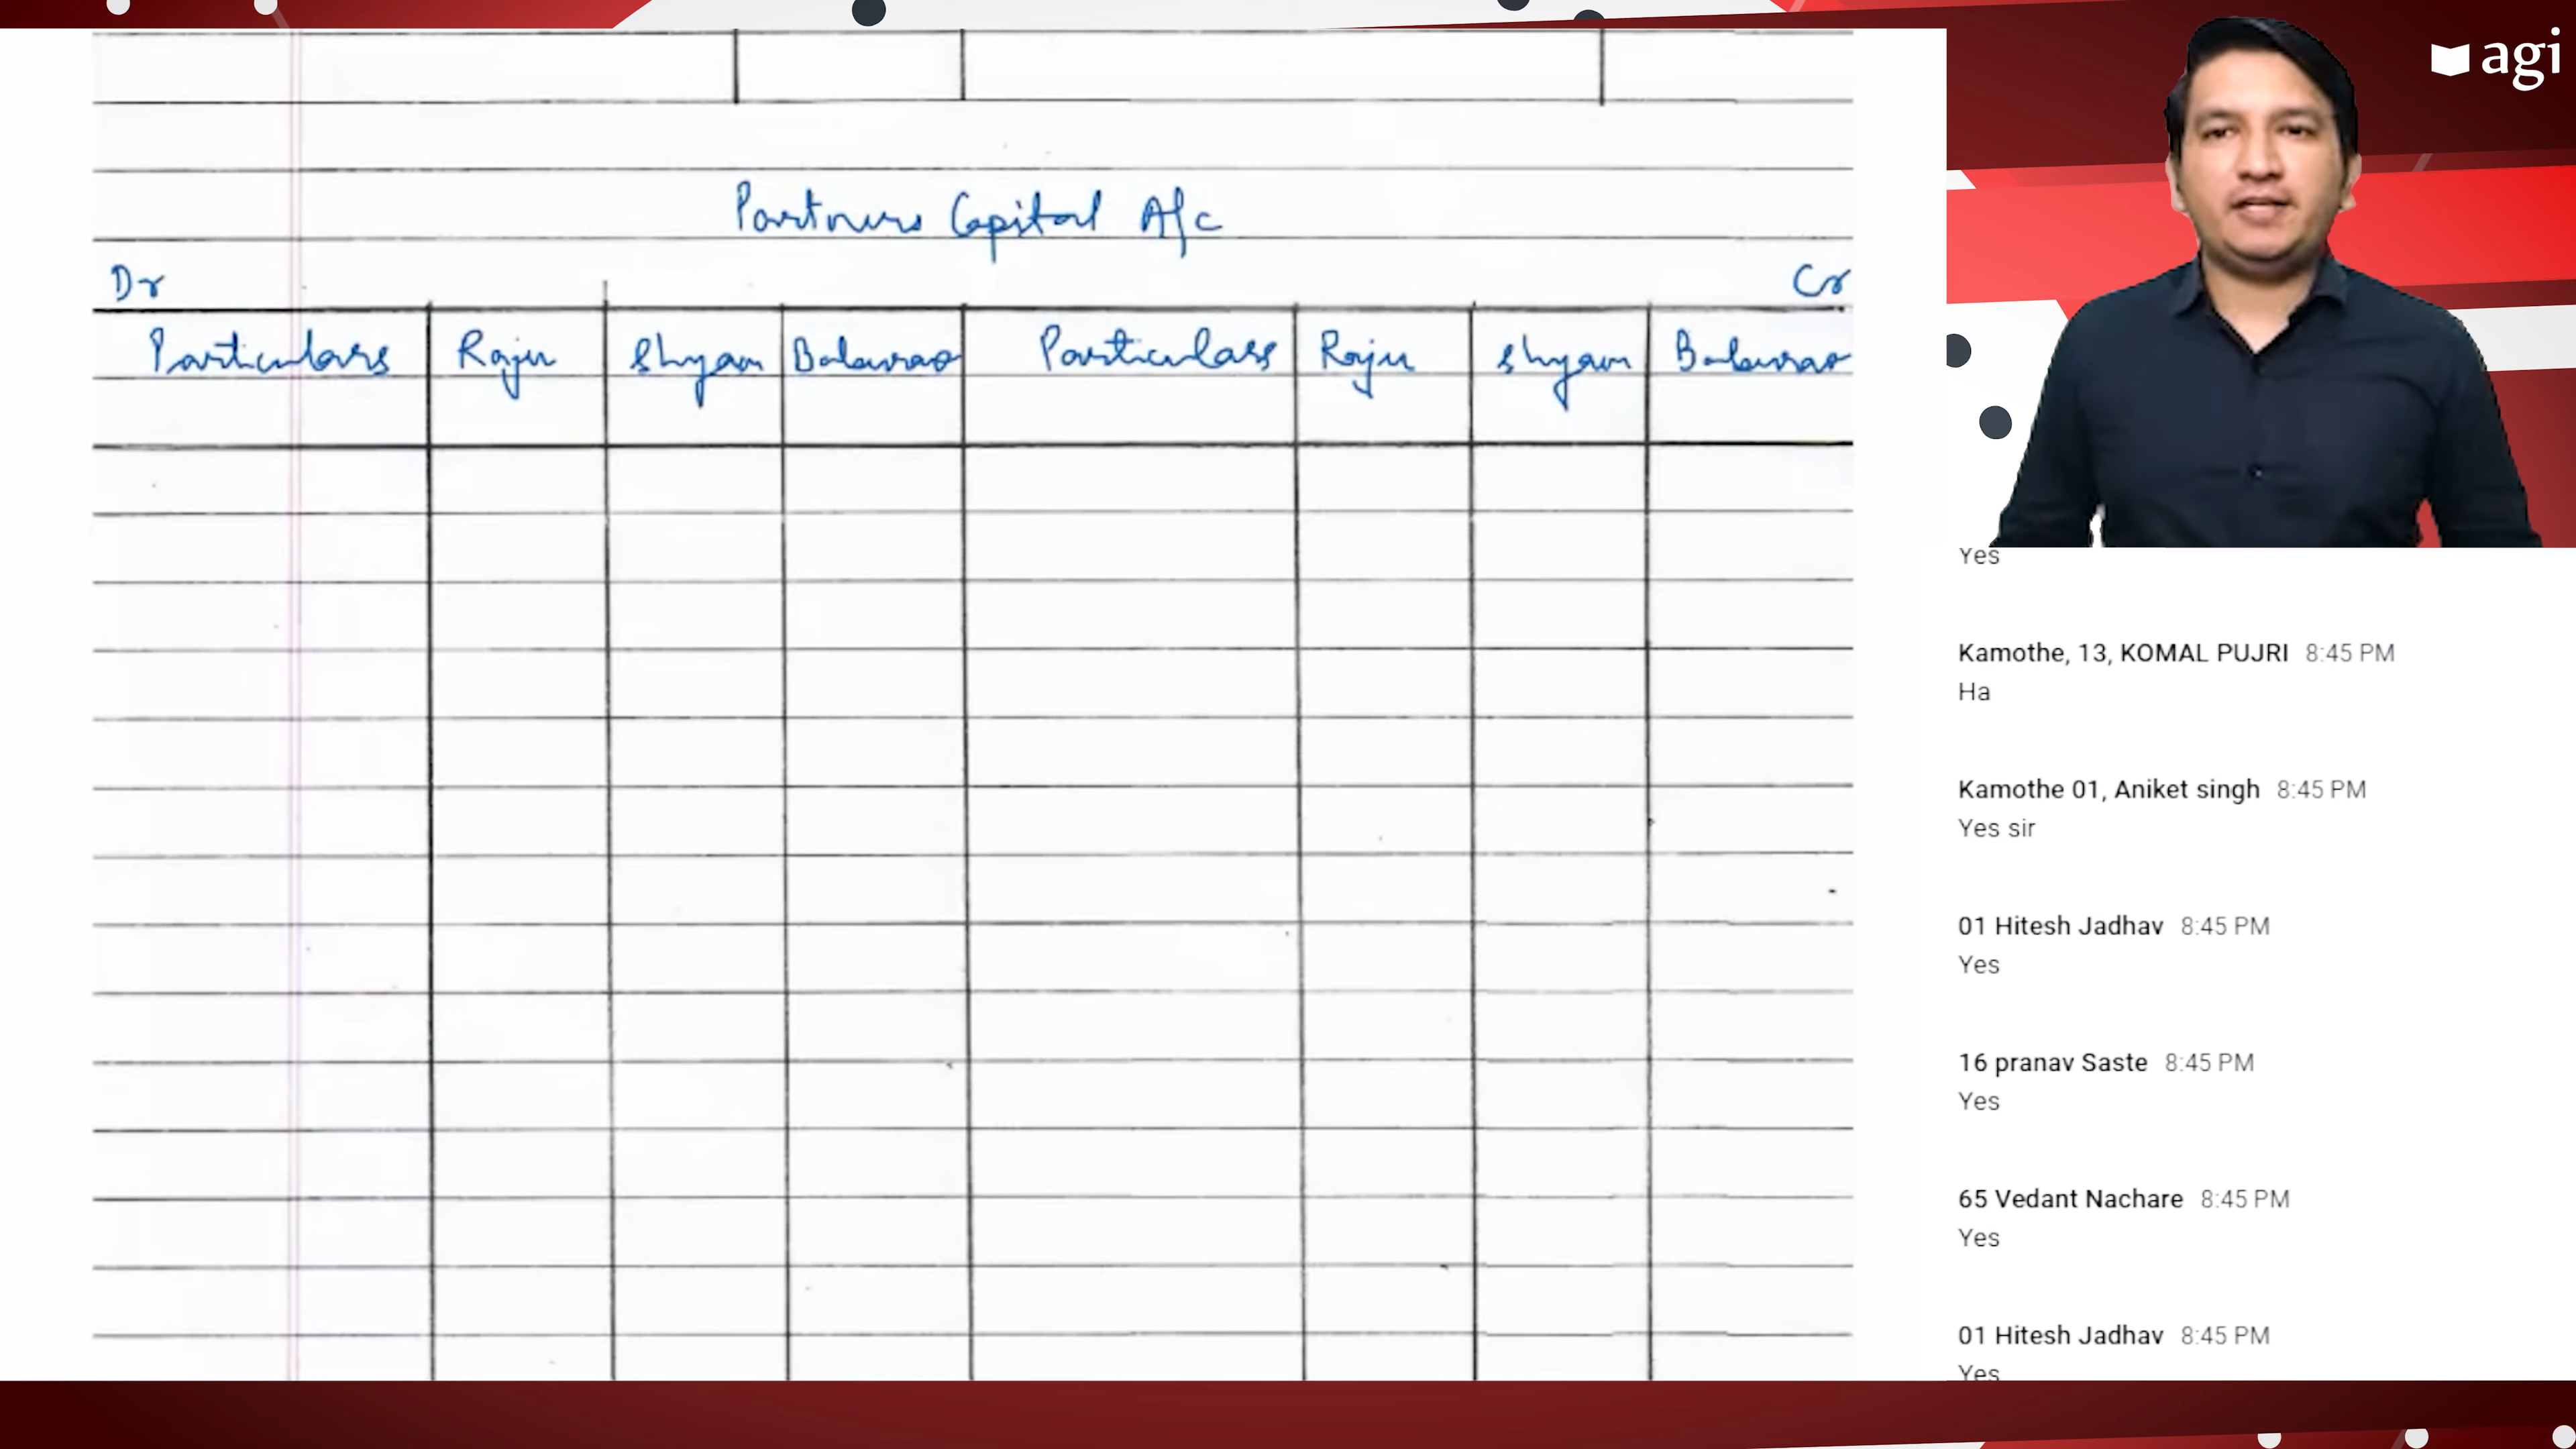 agi
Partners Capital A/c
Dr Cr
Particulars Raju Shyam Baburao Particulars Raju Shyam Baburao
Yes
Kamothe, 13, KOMAL PUJRI 8:45 PM
Ha
Kamothe 01, Aniket singh 8:45 PM
Yes sir
01 Hitesh Jadhav 8:45 PM
Yes
16 pranav Saste 8:45 PM
Yes
65 Vedant Nachare 8:45 PM
Yes
01 Hitesh Jadhav 8:45 PM
Yes